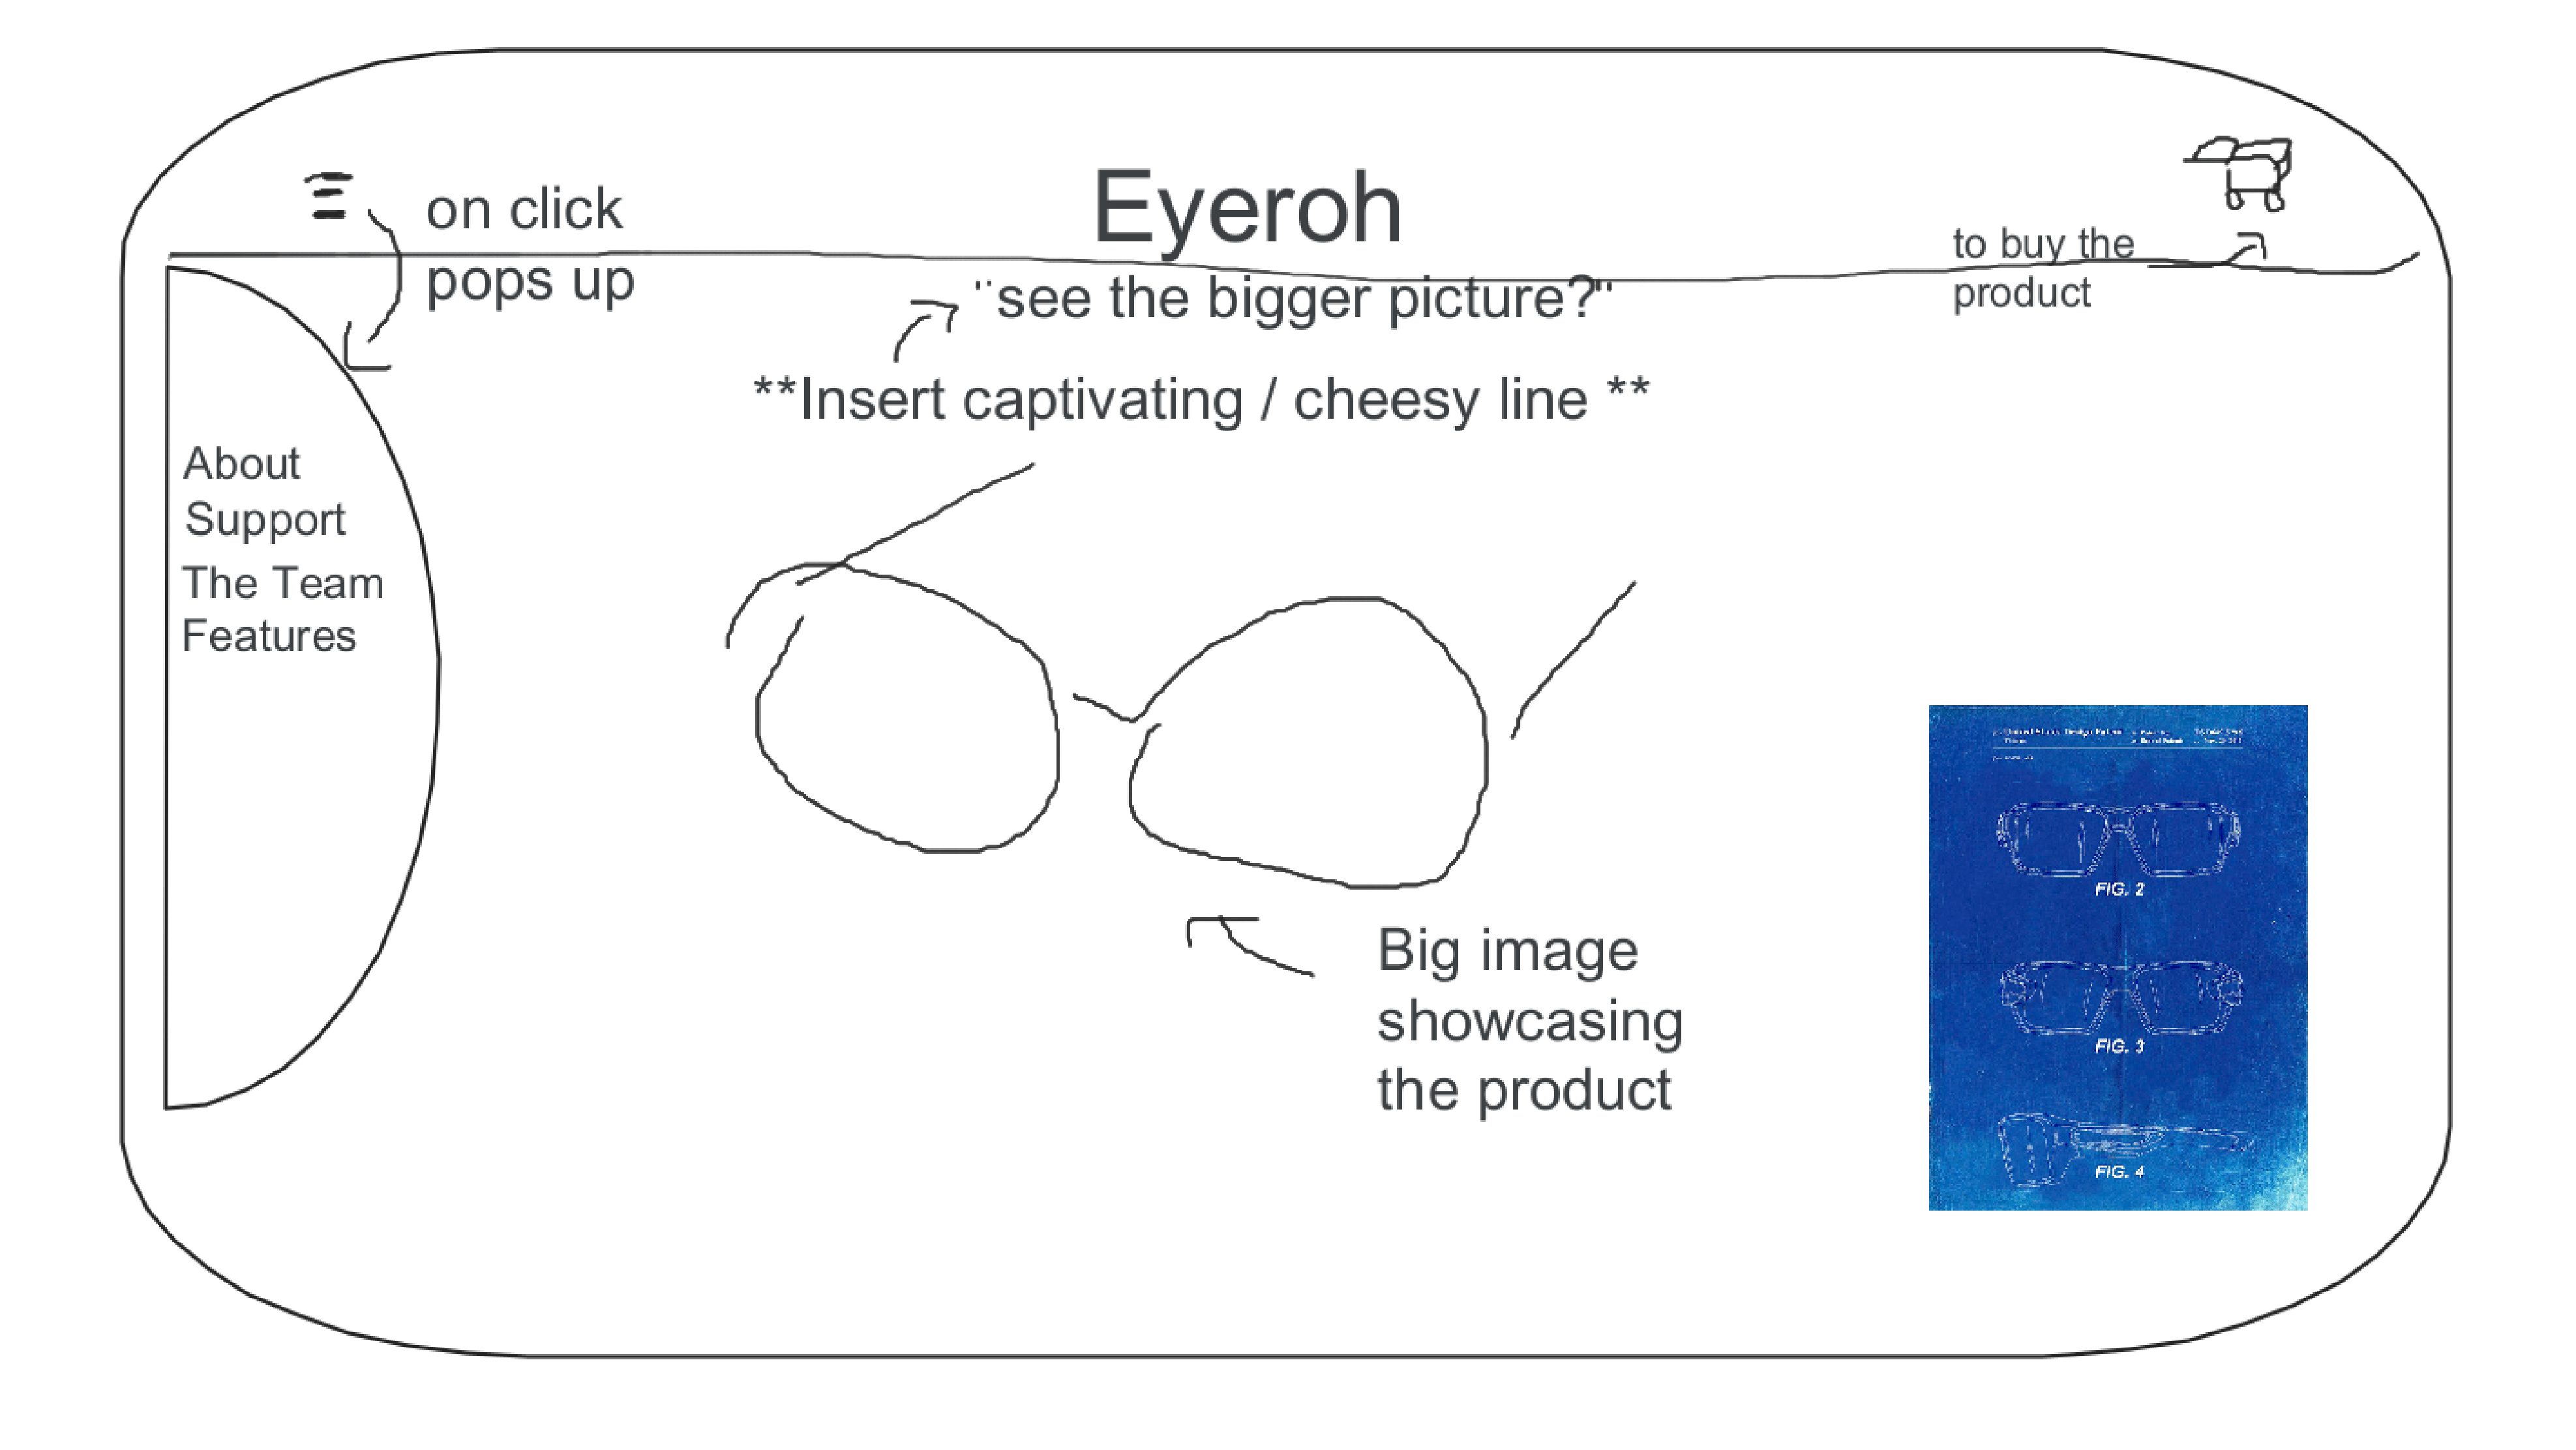 Eyeroh
on click
pops up
to buy the
product
"see the bigger picture?"
**Insert captivating / cheesy line **
About
Support
The Team
Features
Big image
showcasing
the product
FIG. 2
FIG. 3
FIG. 4